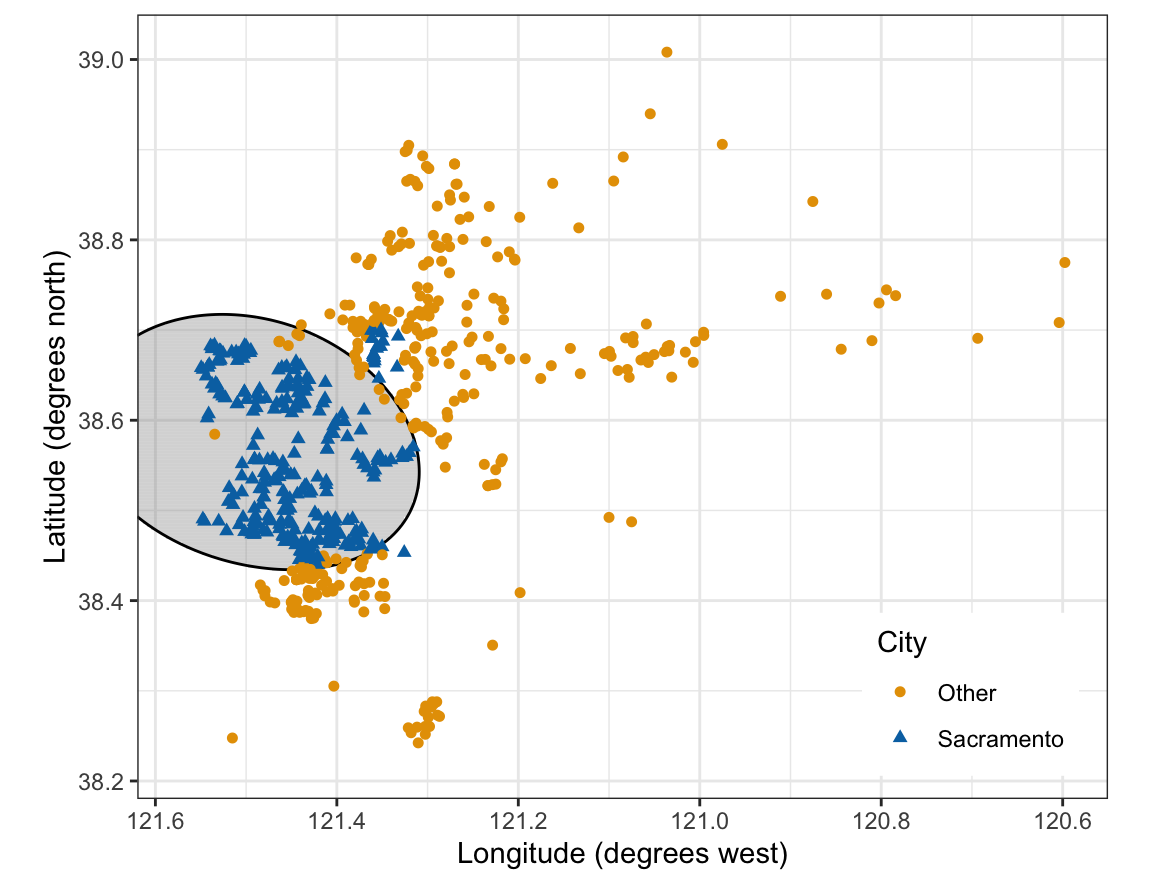 39.0
38.8
38.6
38.4
38.2
Latitude (degrees north)
City
Other
Sacramento
121.6 121.4 121.2 121.0 120.8 120.6
Longitude (degrees west)